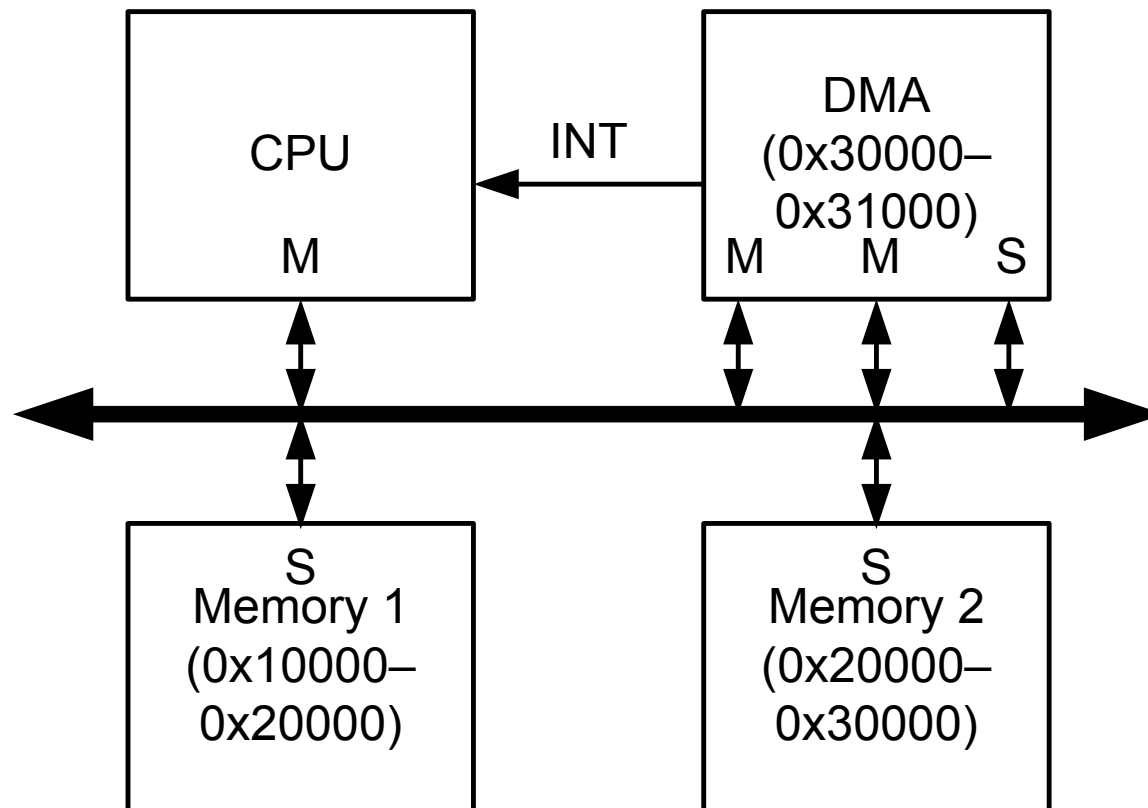 CPU
M
INT
DMA
(0x30000–
0x31000)
M M S
S
Memory 1
(0x10000–
0x20000)
S
Memory 2
(0x20000–
0x30000)